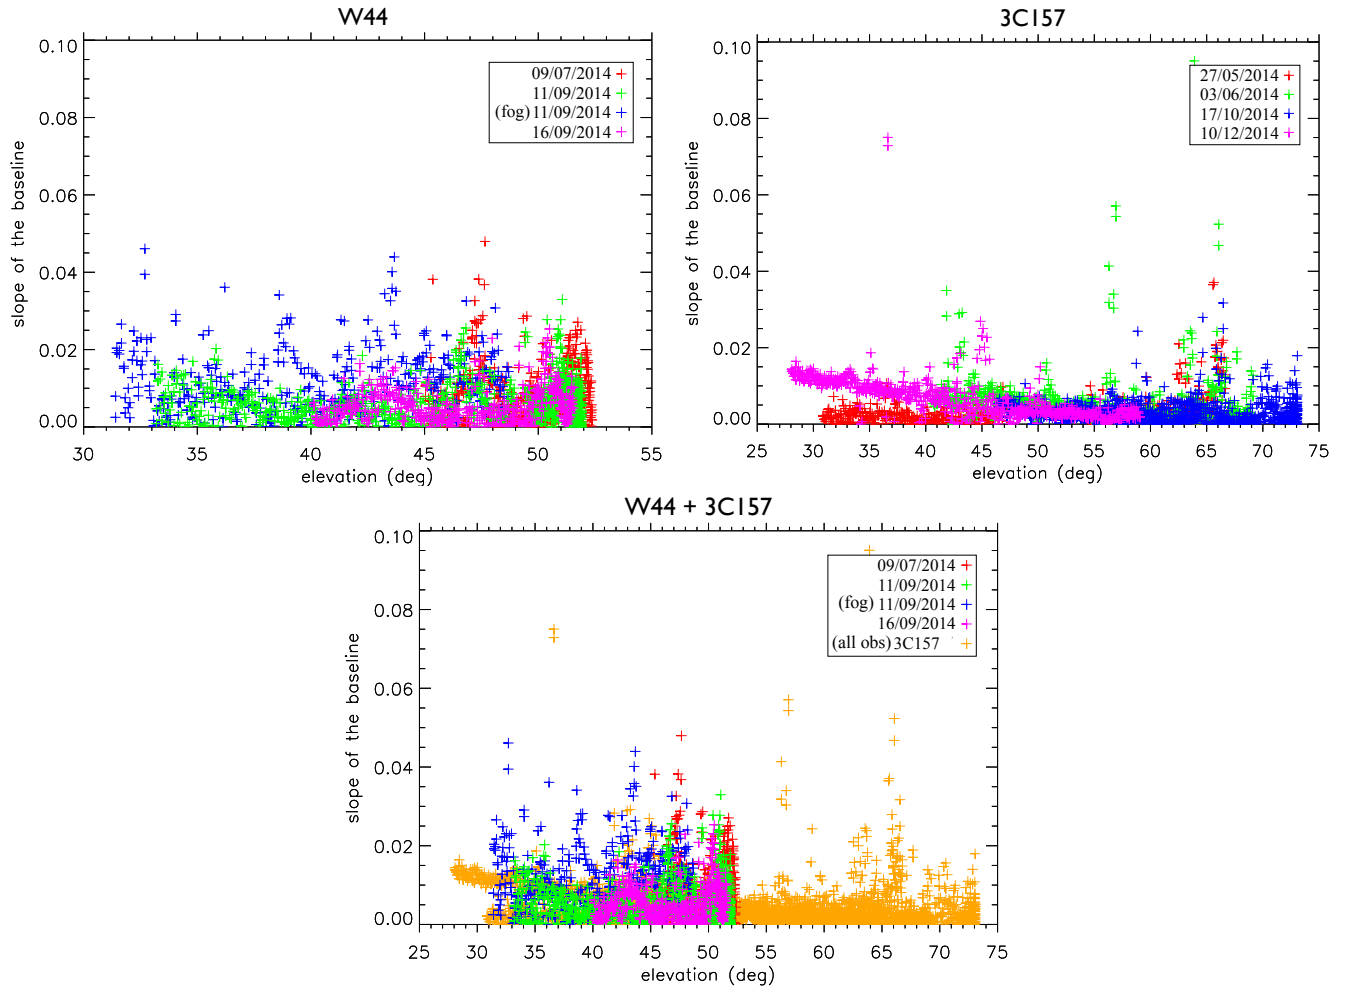 W44
0.10
0.08
0.06
0.04
0.02
0.00
slope of the baseline
09/07/2014
11/09/2014
(fog) 11/09/2014
16/09/2014
30 35 40 45 50 55
elevation (deg)
3C157
0.10
0.08
0.06
0.04
0.02
0.00
slope of the baseline
27/05/2014
03/06/2014
17/10/2014
10/12/2014
25 30 35 40 45 50 55 60 65 70 75
elevation (deg)
W44 + 3C157
0.10
0.08
0.06
0.04
0.02
0.00
slope of the baseline
09/07/2014
11/09/2014
(fog) 11/09/2014
16/09/2014
(all obs) 3C157
25 30 35 40 45 50 55 60 65 70 75
elevation (deg)